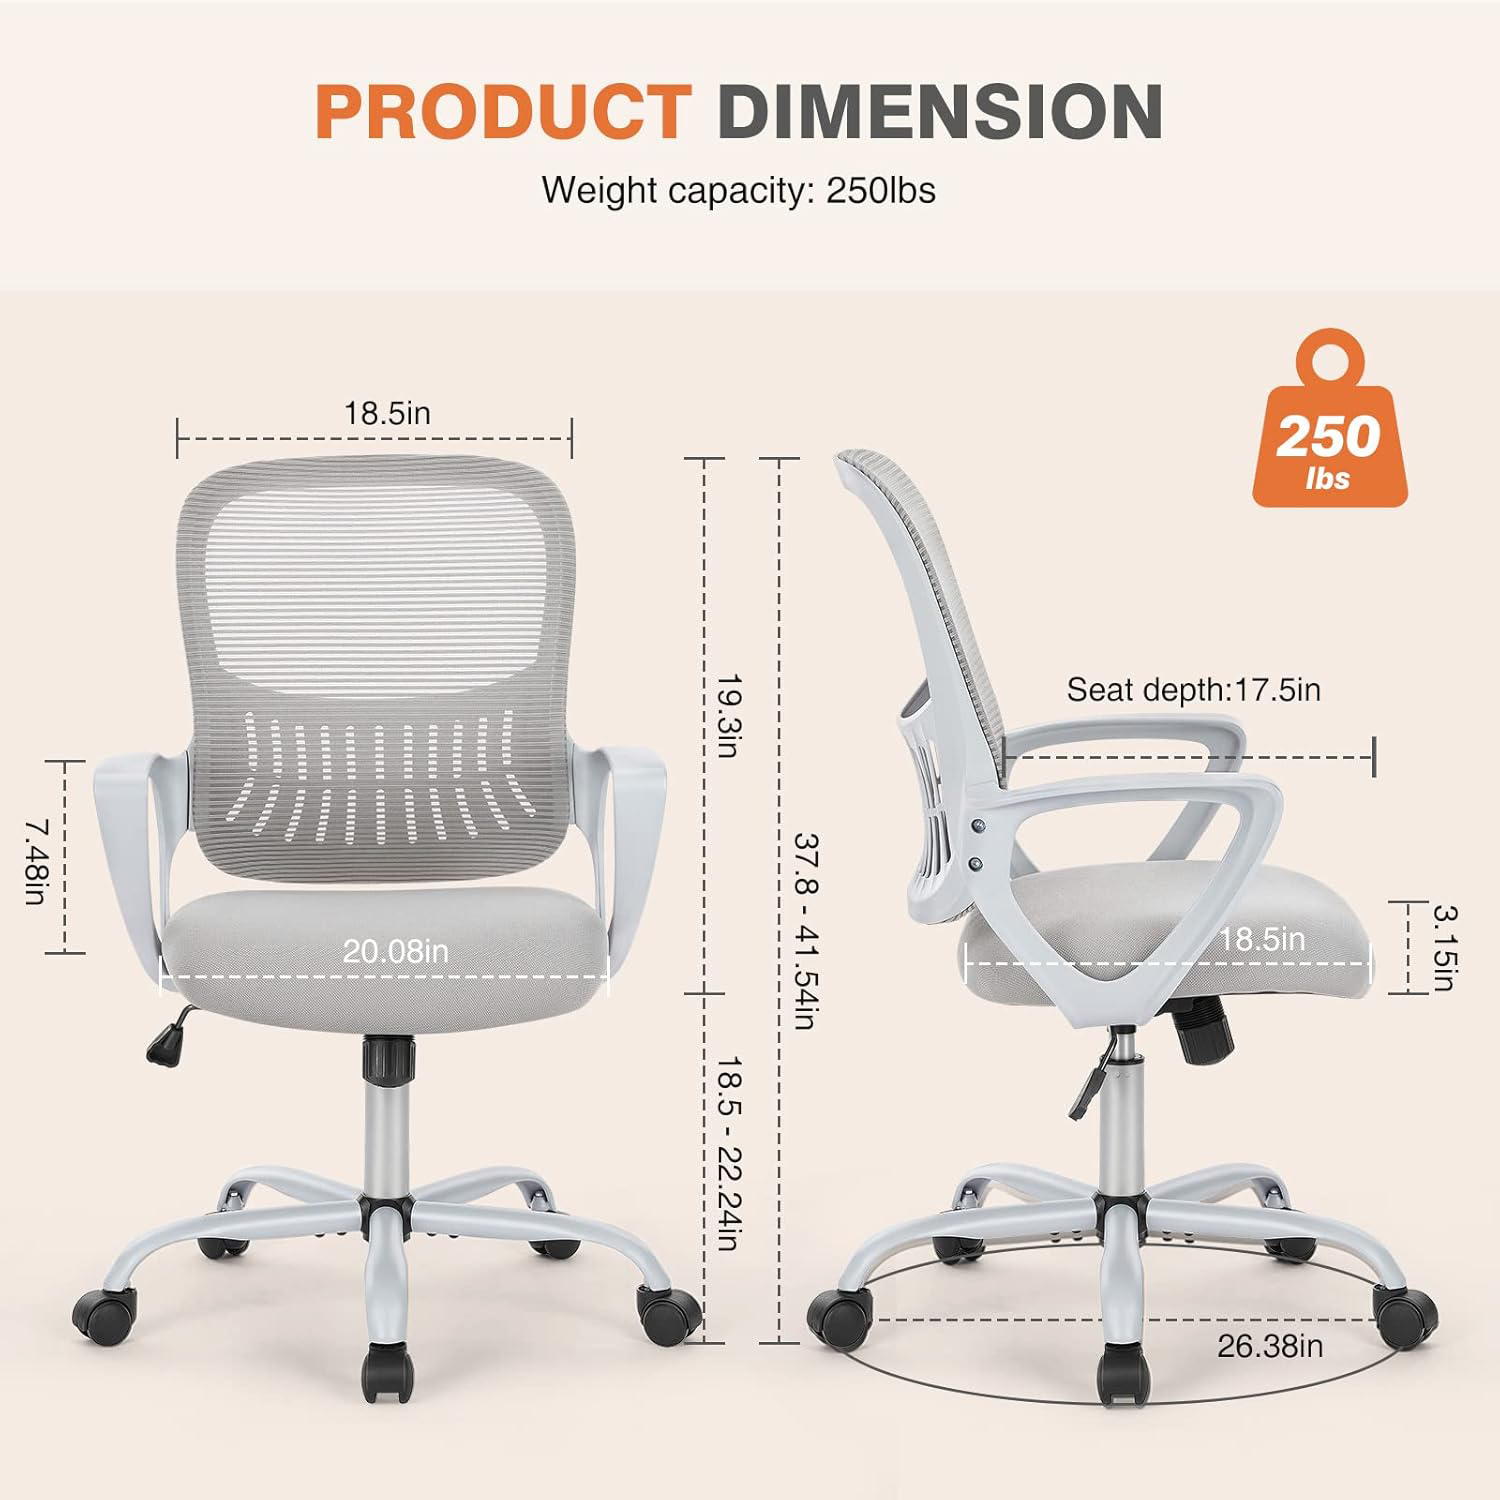 PRODUCT DIMENSION
Weight capacity: 250lbs
250
lbs
18.5in
19.3in
Seat depth:17.5in
7.48in
37.8 - 41.54in
20.08in
18.5in
3.15in
18.5 - 22.24in
26.38in